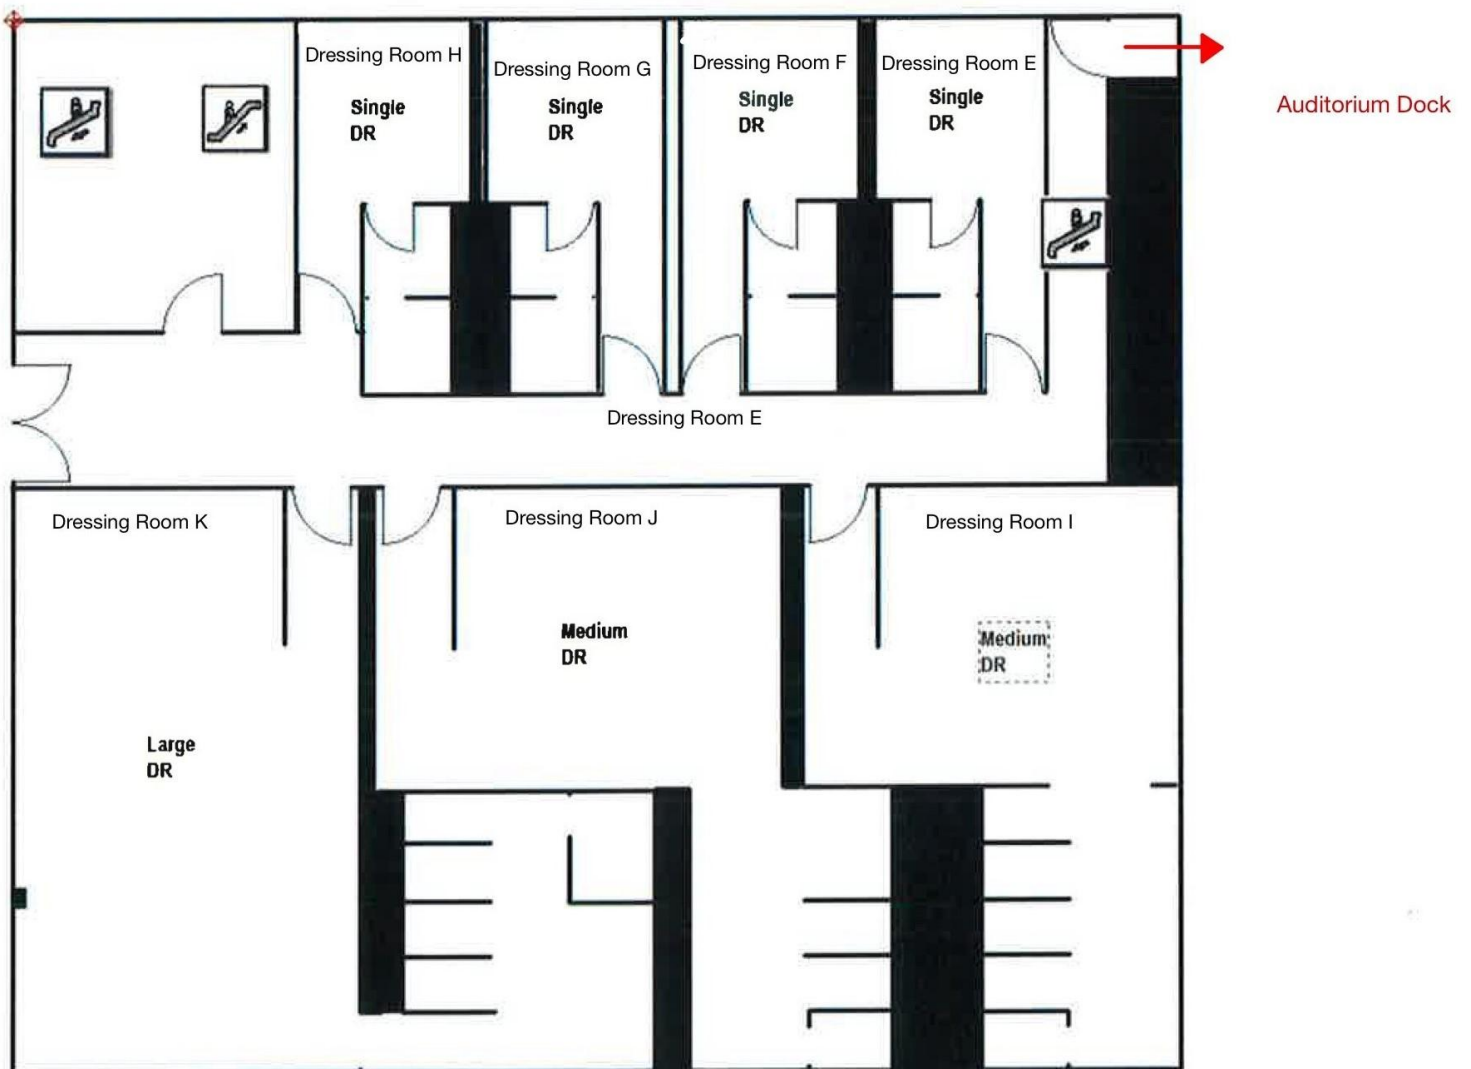 Dressing Room H
Single
DR
Dressing Room G
Single
DR
Dressing Room F
Single
DR
Dressing Room E
Single
DR
Auditorium Dock
Dressing Room E
Dressing Room K
Large
DR
Dressing Room J
Medium
DR
Dressing Room I
Medium
DR